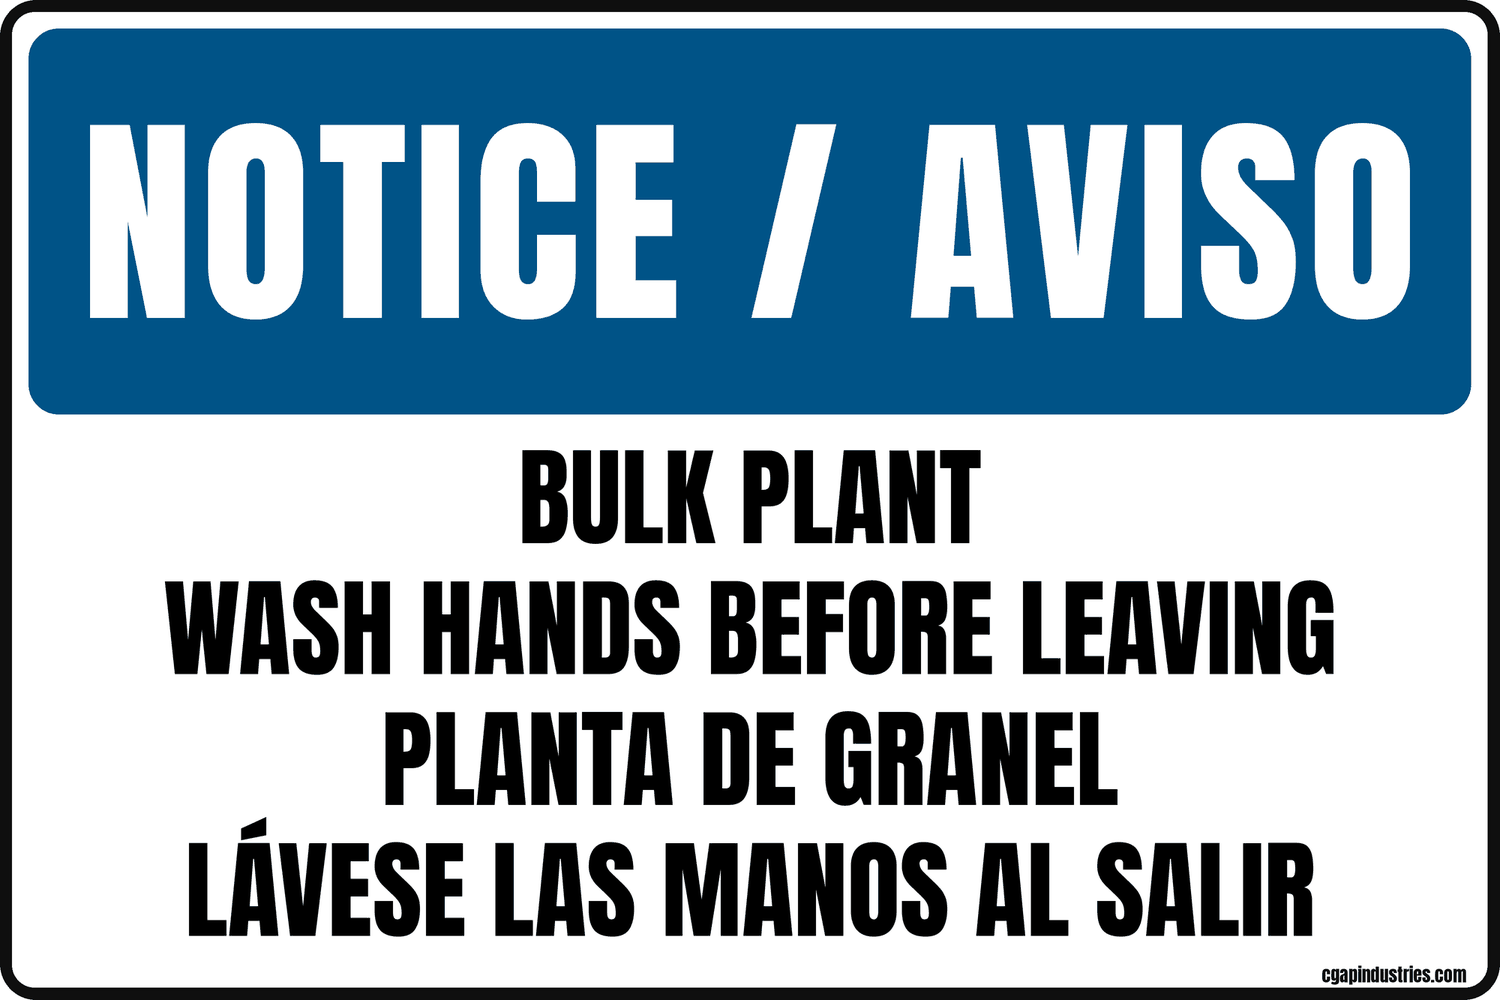 NOTICE / AVISO
BULK PLANT
WASH HANDS BEFORE LEAVING
PLANTA DE GRANEL
LÁVESE LAS MANOS AL SALIR
cgapindustries.com